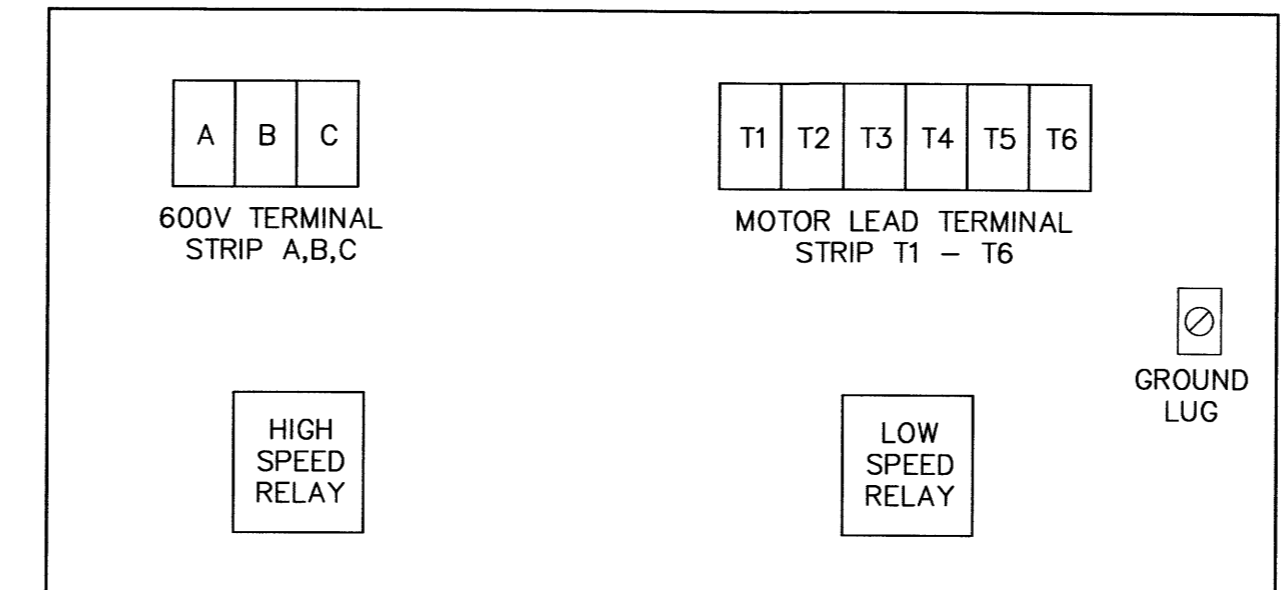 A B C
600V TERMINAL
STRIP A,B,C
T1 T2 T3 T4 T5 T6
MOTOR LEAD TERMINAL
STRIP T1 – T6
GROUND
LUG
HIGH
SPEED
RELAY
LOW
SPEED
RELAY